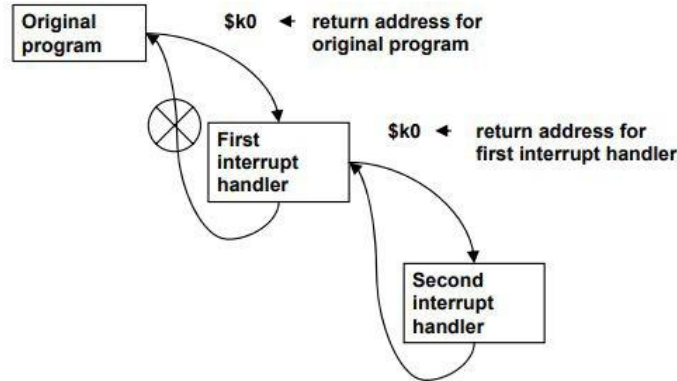 Original
program
$k0 ← return address for
original program
First
interrupt
handler
$k0 ← return address for
first interrupt handler
Second
interrupt
handler